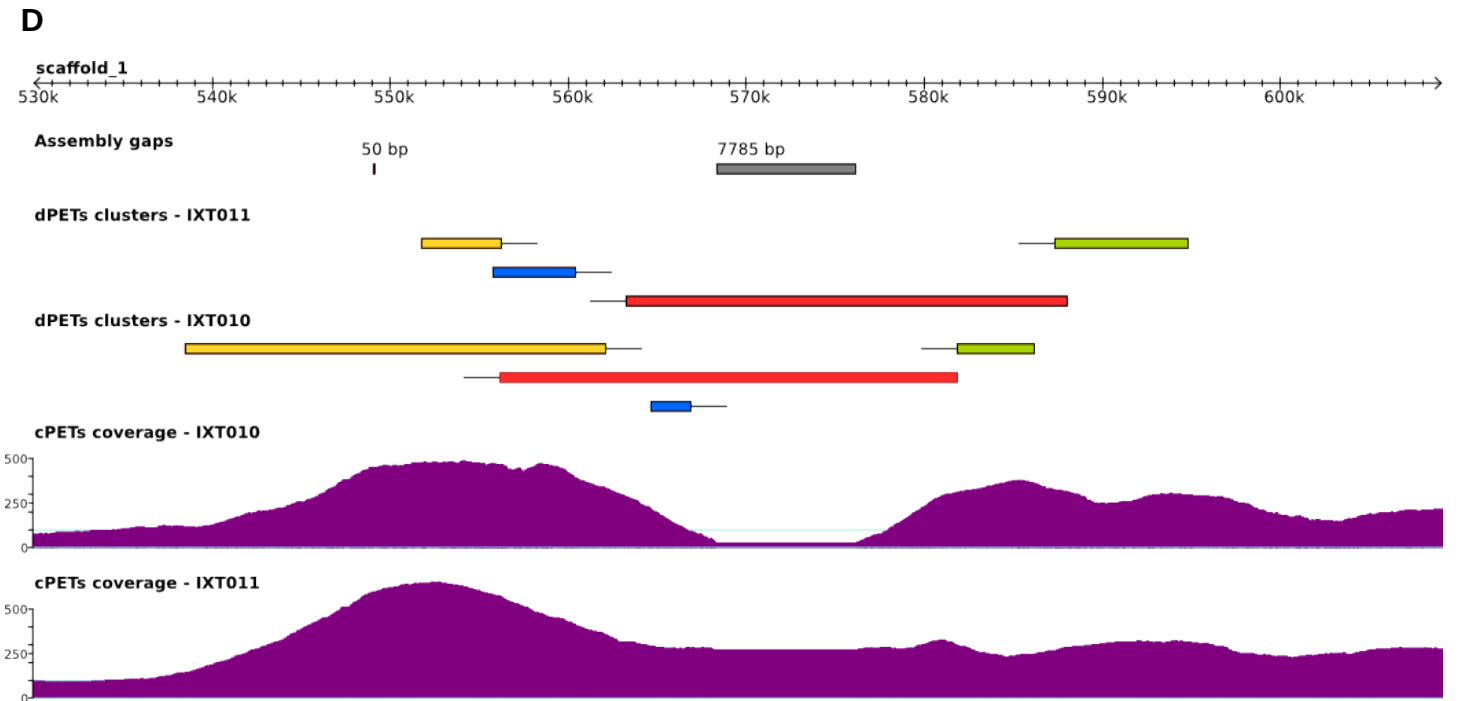 D
scaffold_1
530k 540k 550k 560k 570k 580k 590k 600k
Assembly gaps
50 bp 7785 bp
dPETs clusters - IXT011
dPETs clusters - IXT010
cPETs coverage - IXT010
500
250
0
cPETs coverage - IXT011
500
250
0